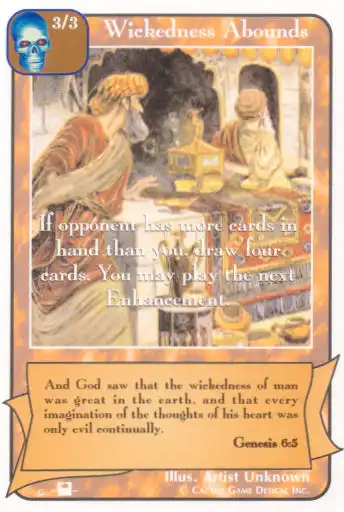 3/3 Wickedness Abounds
If opponent has more cards in
hand than you, draw four
cards. You may play the next
Enhancement.
And God saw that the wickedness of man
was great in the earth, and that every
imagination of the thoughts of his heart was
only evil continually.
Genesis 6:5
Illus. Artist Unknown
© Cactus Game Design, Inc.